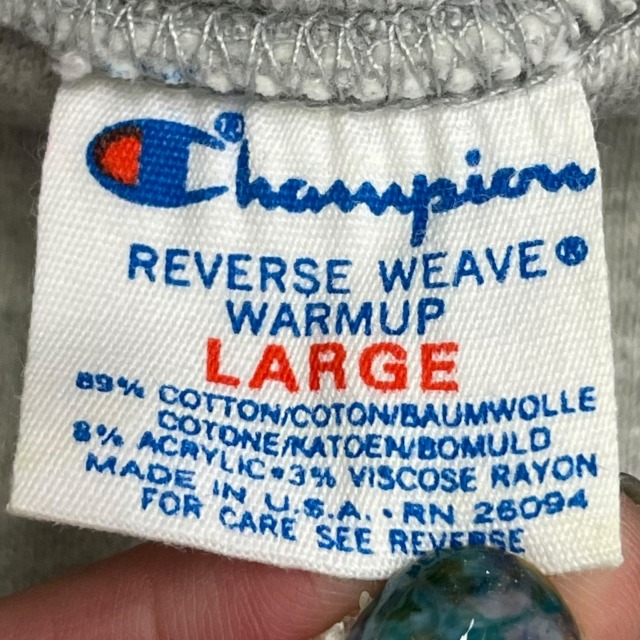 Champion®
REVERSE WEAVE®
WARMUP
LARGE
89% COTTON/COTON/BAUMWOLLE
COTONE/KATOEN/BOMULD
8% ACRYLIC•3% VISCOSE RAYON
MADE IN U.S.A. • RN 26094
FOR CARE SEE REVERSE